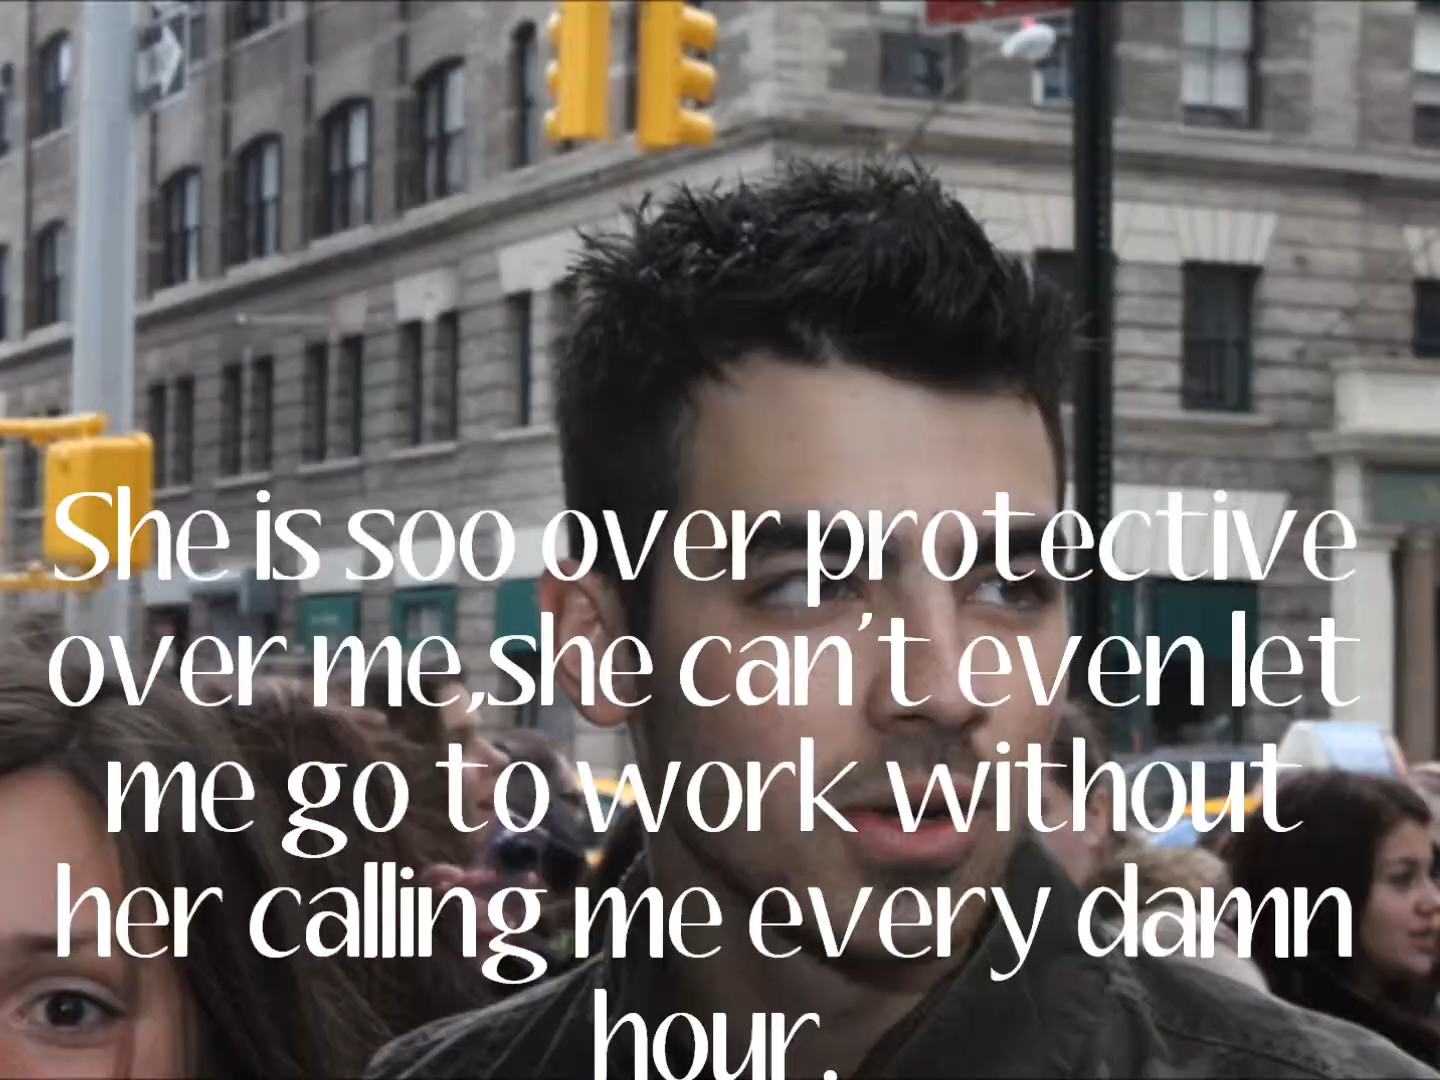 She is soo over protective
over me,she can't even let
me go to work without
her calling me every damn
hour.